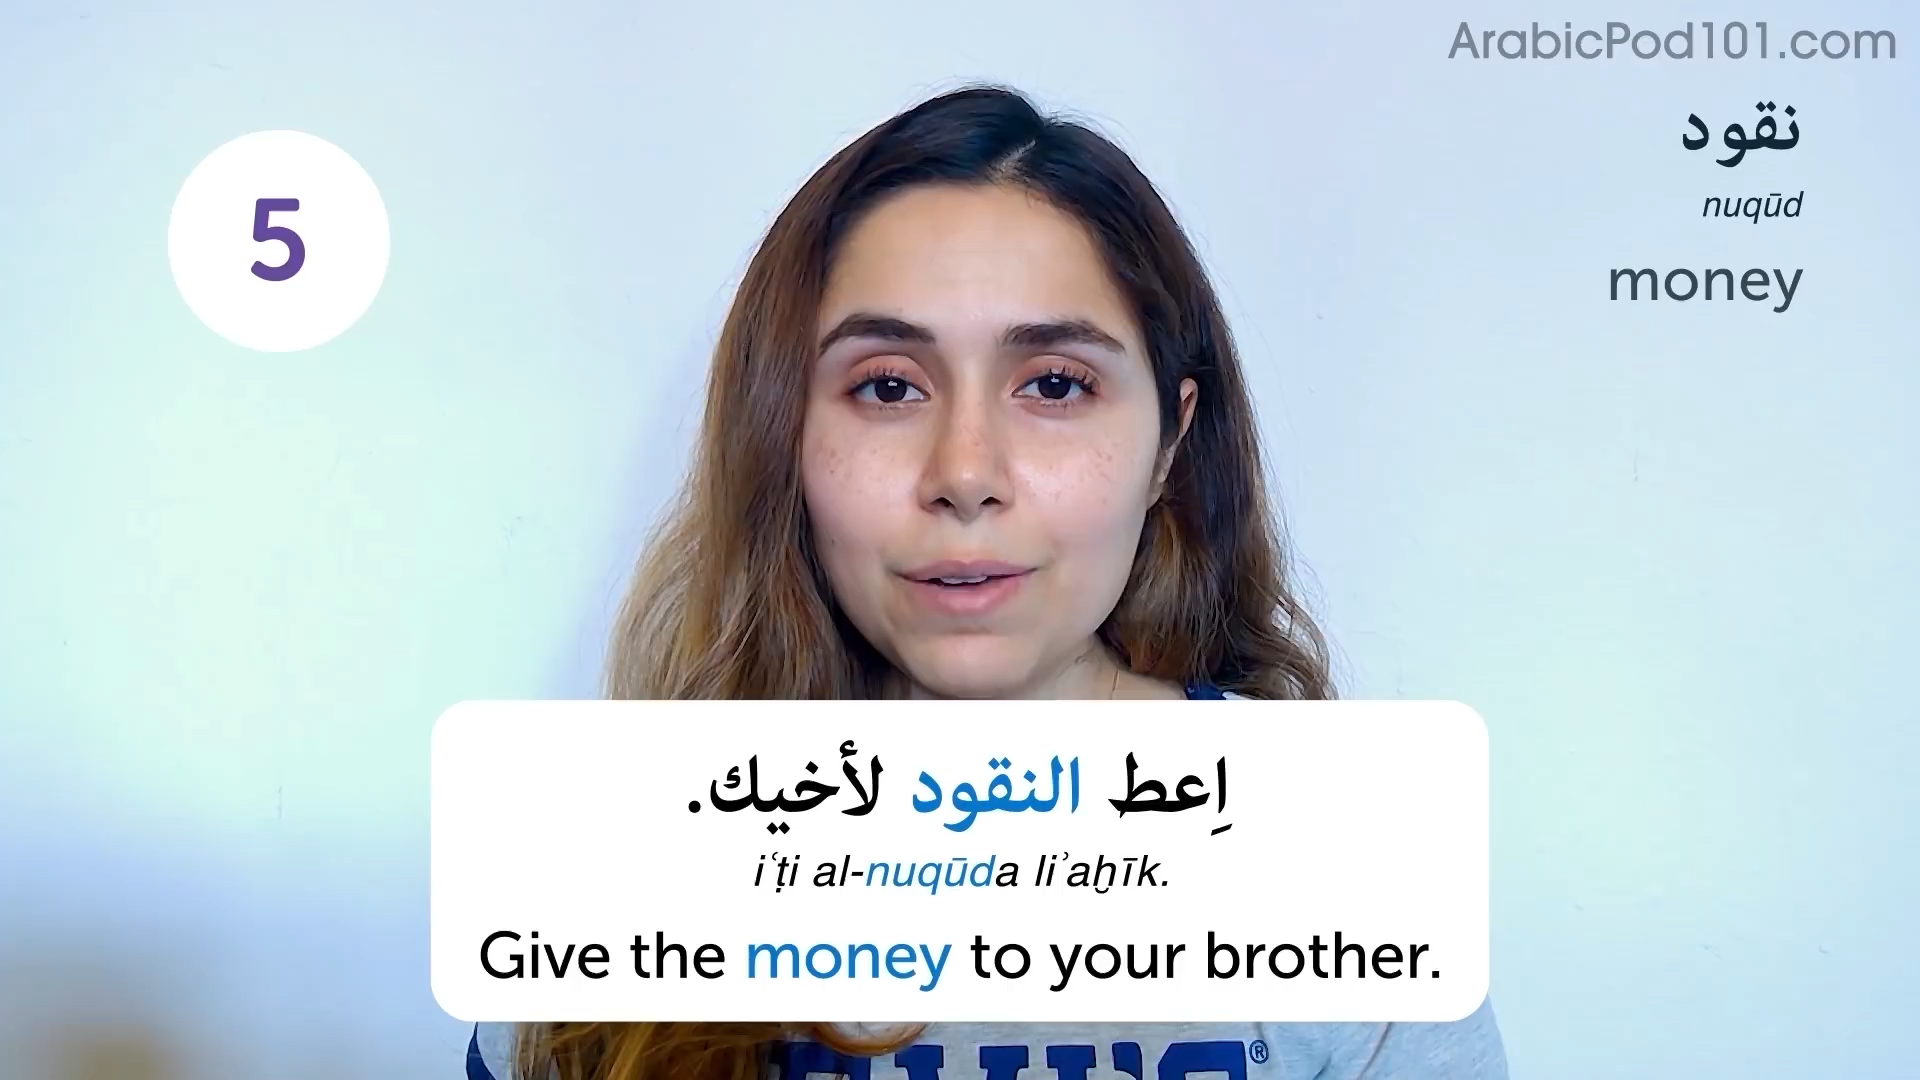 ArabicPod101.com
نقود
nuqūd
money
5
اِعط النقود لأخيك.
iʿṭi al-nuqūda liʾaḫīk.
Give the money to your brother.
®